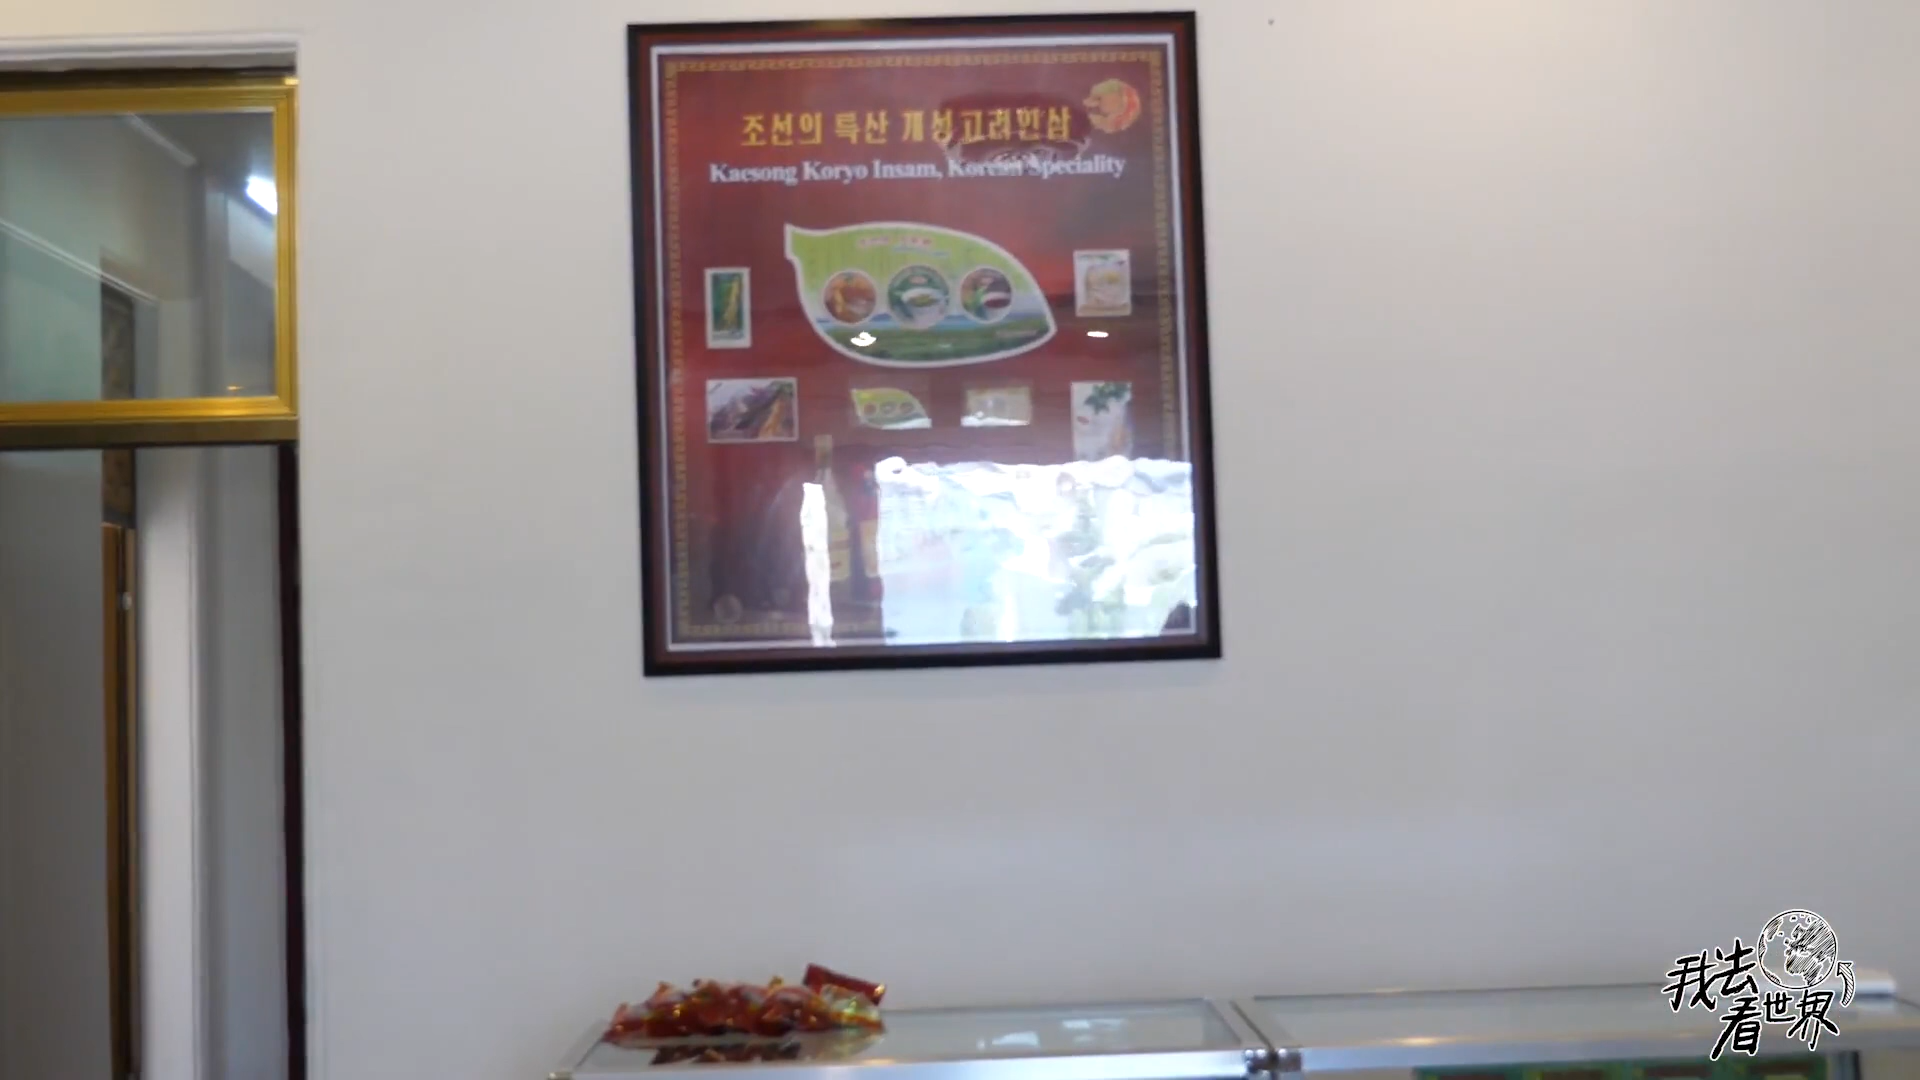 조선의 특산 개성고려인삼
Kaesong Koryo Insam, Korean Speciality
我去
看世界